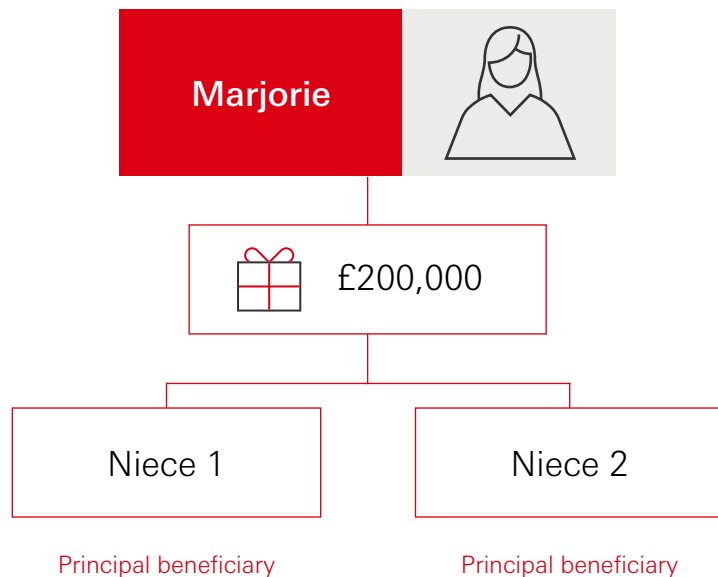 Marjorie
£200,000
Niece 1
Niece 2
Principal beneficiary
Principal beneficiary